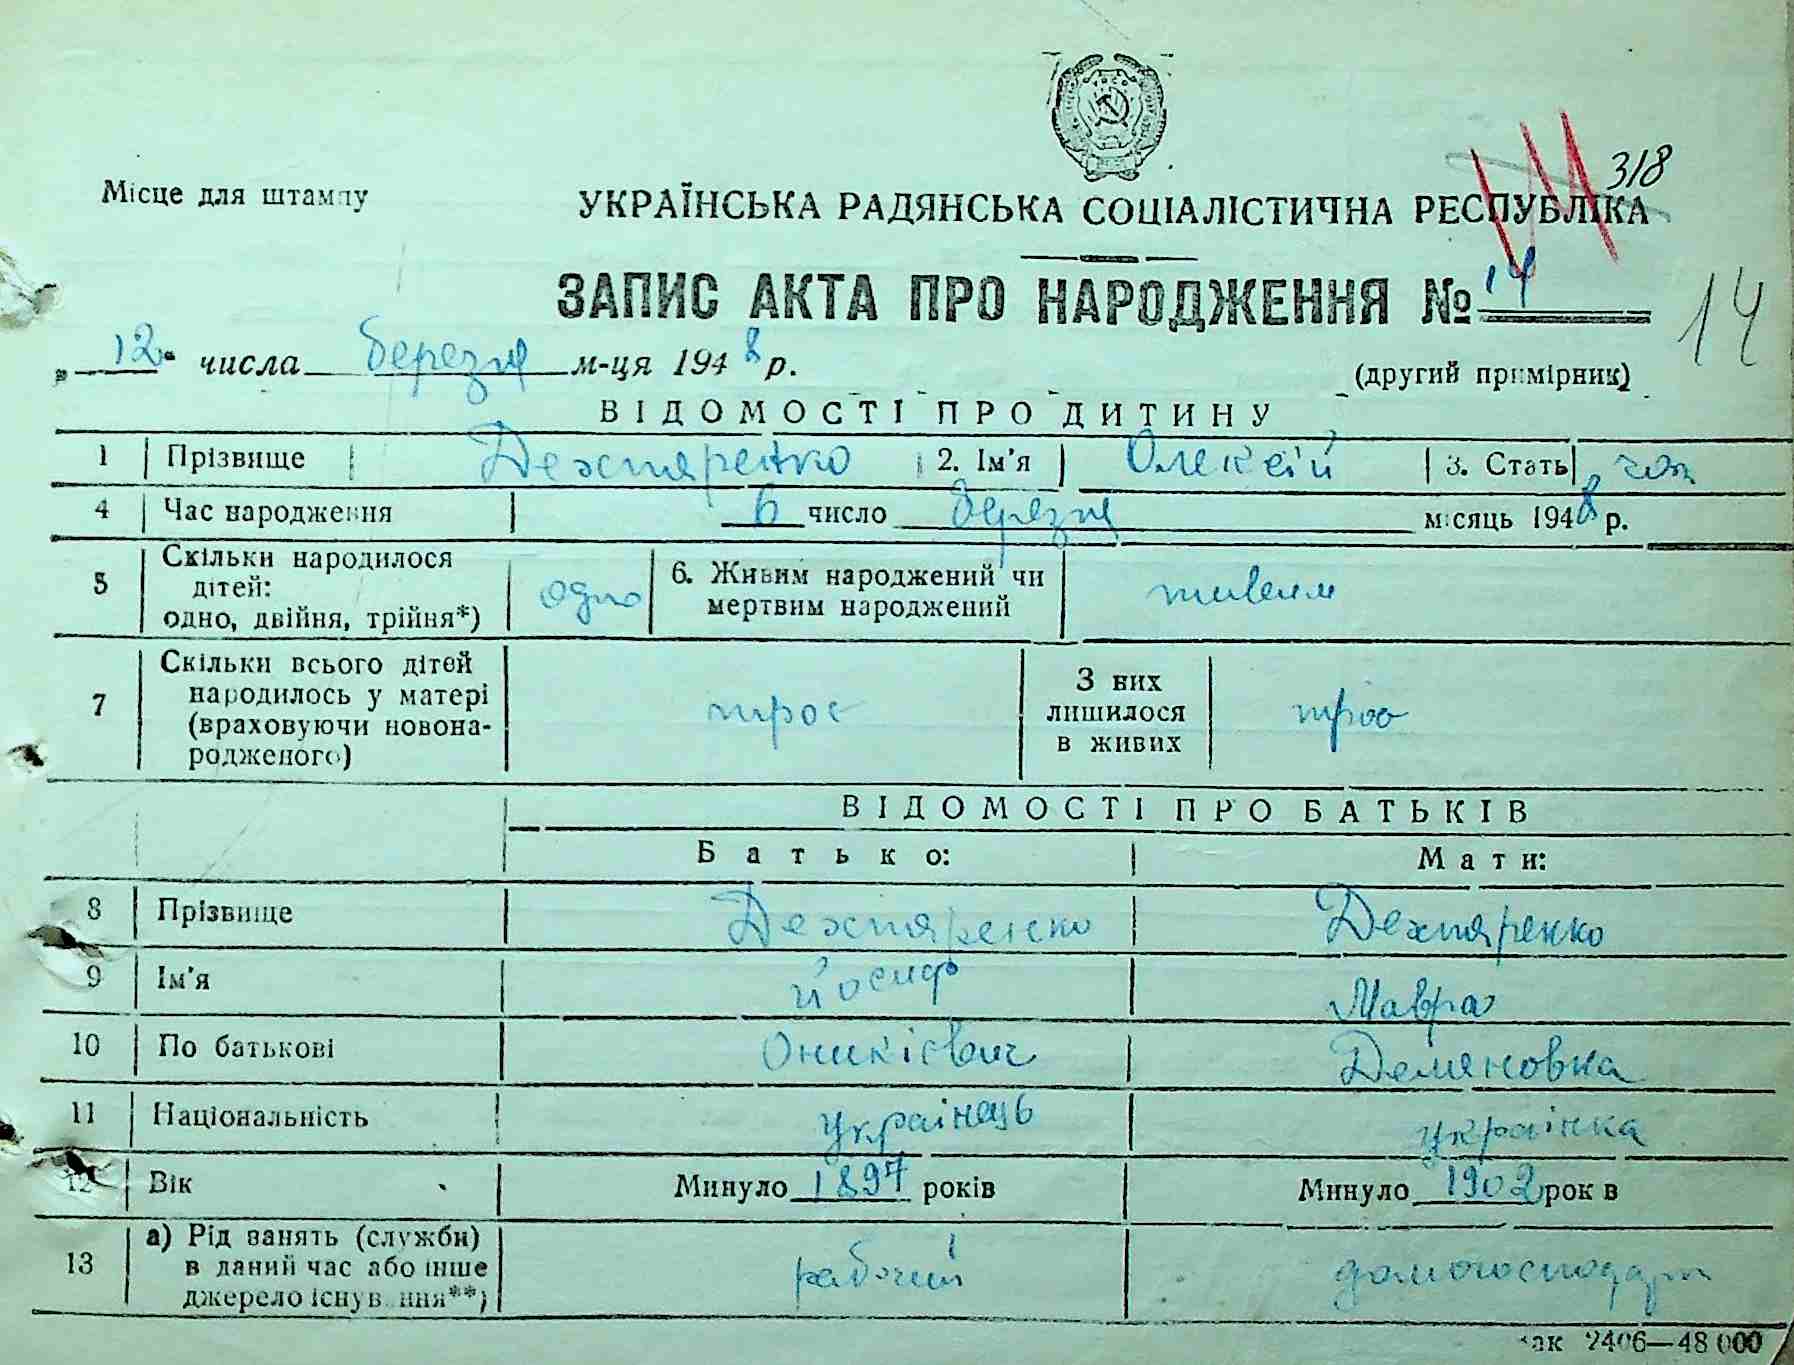 318
Місце для штампу
УКРАЇНСЬКА РАДЯНСЬКА СОЦІАЛІСТИЧНА РЕСПУБЛІКА
ЗАПИС АКТА ПРО НАРОДЖЕННЯ № 14
14
„ 12 " числа березня м-ця 1948 р.
(другий примірник)
ВІДОМОСТІ ПРО ДИТИНУ
1 Прізвище Дехтяренко 2. Ім'я Олексій 3. Стать чол
4 Час народження 6 число березня місяць 1948 р.
5 Скільки народилося дітей: одно, двійня, трійня*) одно 6. Живим народжений чи мертвим народжений живим
7 Скільки всього дітей народилось у матері (враховуючи новонародженого) троє З них лишилося в живих троє
ВІДОМОСТІ ПРО БАТЬКІВ
Батько: Мати:
8 Прізвище Дехтяренко Дехтяренко
9 Ім'я Йосиф Мавра
10 По батькові Оникієвич Демяновна
11 Національність українець українка
12 Вік Минуло 1897 років Минуло 1902 років
13 а) Рід занять (служби) в даний час або інше джерело існування**) рабочий домогосподарт
Зак 2406—48 000